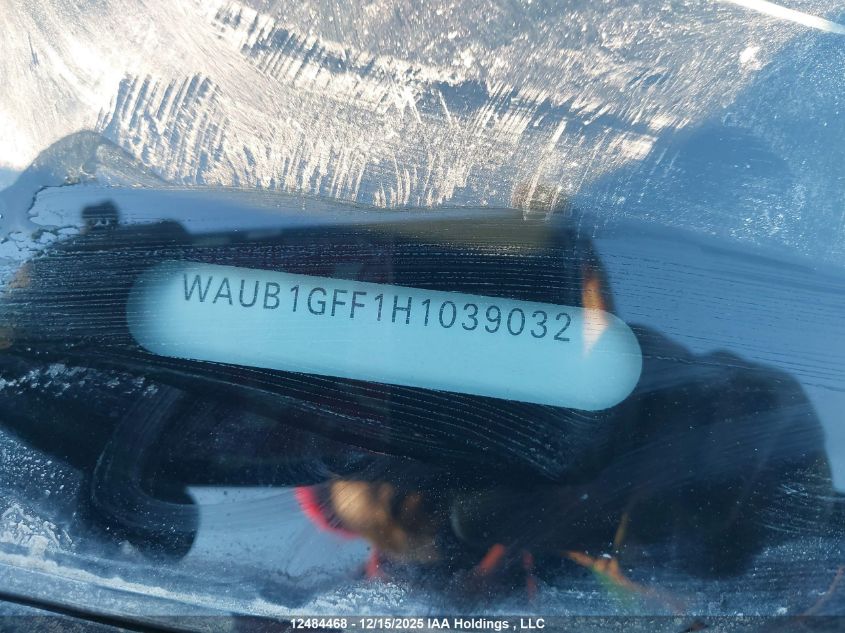 WAUB1GFF1H1039032
12484468 - 12/15/2025 IAA Holdings , LLC